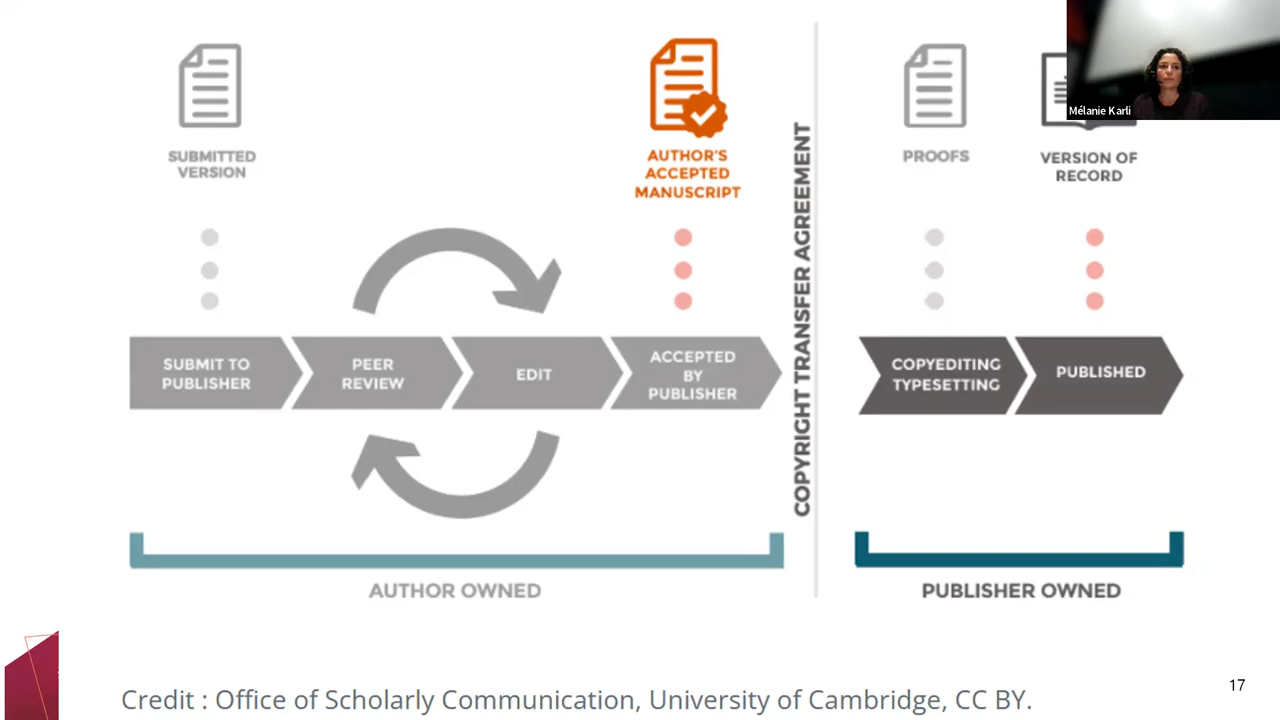 Mélanie Karli
SUBMITTED
VERSION
AUTHOR'S
ACCEPTED
MANUSCRIPT
PROOFS
VERSION OF
RECORD
COPYRIGHT TRANSFER AGREEMENT
SUBMIT TO
PUBLISHER
PEER
REVIEW
EDIT
ACCEPTED
BY
PUBLISHER
COPYEDITING
TYPESETTING
PUBLISHED
AUTHOR OWNED
PUBLISHER OWNED
17
Credit : Office of Scholarly Communication, University of Cambridge, CC BY.